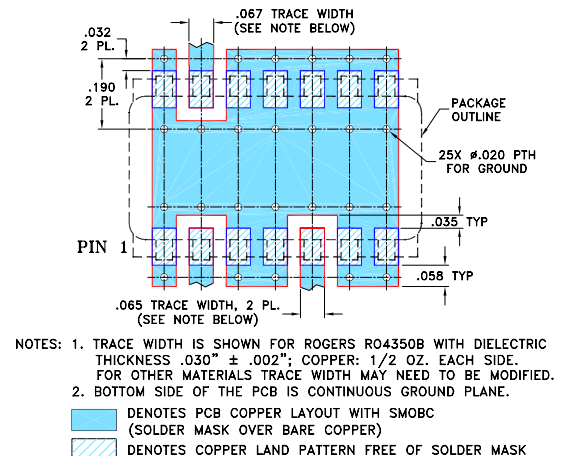 .067 TRACE WIDTH
(SEE NOTE BELOW)
.032
2 PL.
.190
2 PL.
PACKAGE
OUTLINE
25X ø.020 PTH
FOR GROUND
.035 TYP
PIN 1
.058 TYP
.065 TRACE WIDTH, 2 PL.
(SEE NOTE BELOW)
NOTES: 1. TRACE WIDTH IS SHOWN FOR ROGERS RO4350B WITH DIELECTRIC
THICKNESS .030" ± .002"; COPPER: 1/2 OZ. EACH SIDE.
FOR OTHER MATERIALS TRACE WIDTH MAY NEED TO BE MODIFIED.
2. BOTTOM SIDE OF THE PCB IS CONTINUOUS GROUND PLANE.
DENOTES PCB COPPER LAYOUT WITH SMOBC
(SOLDER MASK OVER BARE COPPER)
DENOTES COPPER LAND PATTERN FREE OF SOLDER MASK